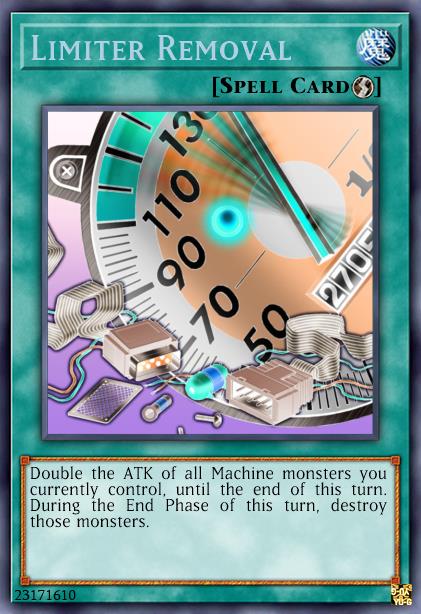 LIMITER REMOVAL
魔
[SPELL CARD]
130
110
90
70
50
Double the ATK of all Machine monsters you
currently control, until the end of this turn.
During the End Phase of this turn, destroy
those monsters.
23171610